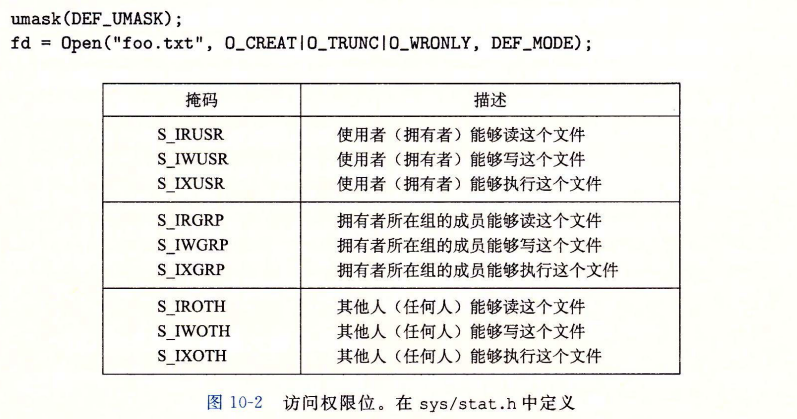 umask(DEF_UMASK);
fd = Open("foo.txt", O_CREAT|O_TRUNC|O_WRONLY, DEF_MODE);
掩码 描述
S_IRUSR 使用者（拥有者）能够读这个文件
S_IWUSR 使用者（拥有者）能够写这个文件
S_IXUSR 使用者（拥有者）能够执行这个文件
S_IRGRP 拥有者所在组的成员能够读这个文件
S_IWGRP 拥有者所在组的成员能够写这个文件
S_IXGRP 拥有者所在组的成员能够执行这个文件
S_IROTH 其他人（任何人）能够读这个文件
S_IWOTH 其他人（任何人）能够写这个文件
S_IXOTH 其他人（任何人）能够执行这个文件
图 10-2 访问权限位。在 sys/stat.h 中定义